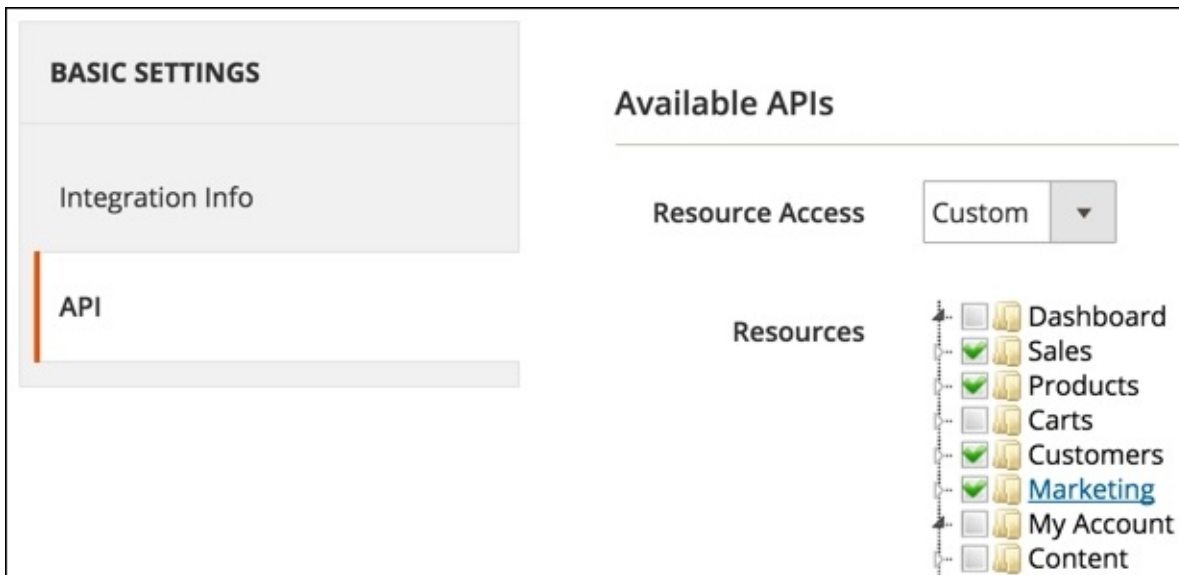 BASIC SETTINGS
Integration Info
API
Available APIs
Resource Access Custom
Resources
Dashboard
Sales
Products
Carts
Customers
Marketing
My Account
Content